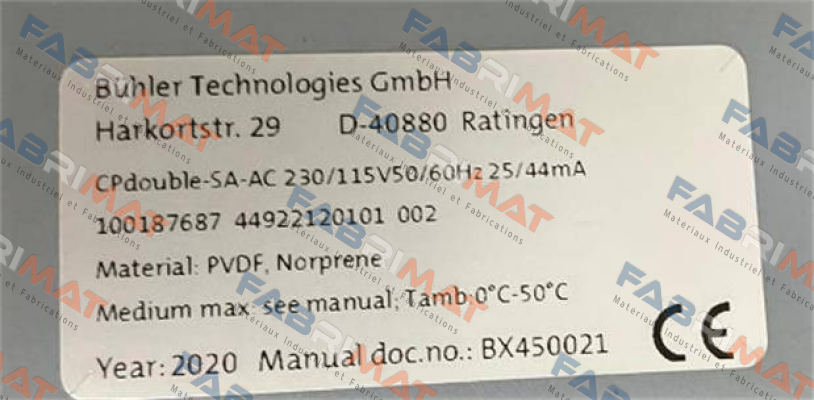 Bühler Technologies GmbH
Harkortstr. 29 D-40880 Ratingen
CPdouble-SA-AC 230/115V50/60Hz 25/44mA
100187687 44922120101 002
Material: PVDF, Norprene
Medium max: see manual; Tamb:0°C-50°C
Year: 2020 Manual doc.no.: BX450021
CE
FABRIMAT
Matériaux Industriel et Fabrications